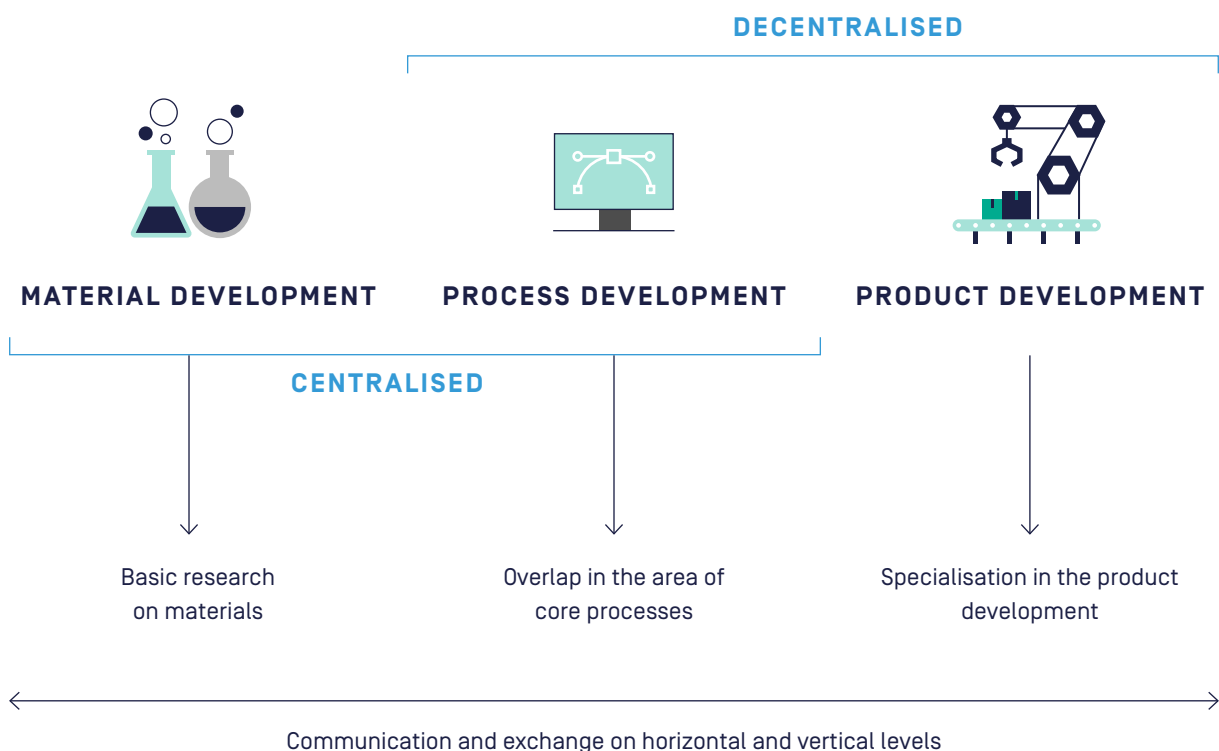 DECENTRALISED
MATERIAL DEVELOPMENT
PROCESS DEVELOPMENT
PRODUCT DEVELOPMENT
CENTRALISED
Basic research
on materials
Overlap in the area of
core processes
Specialisation in the product
development
Communication and exchange on horizontal and vertical levels